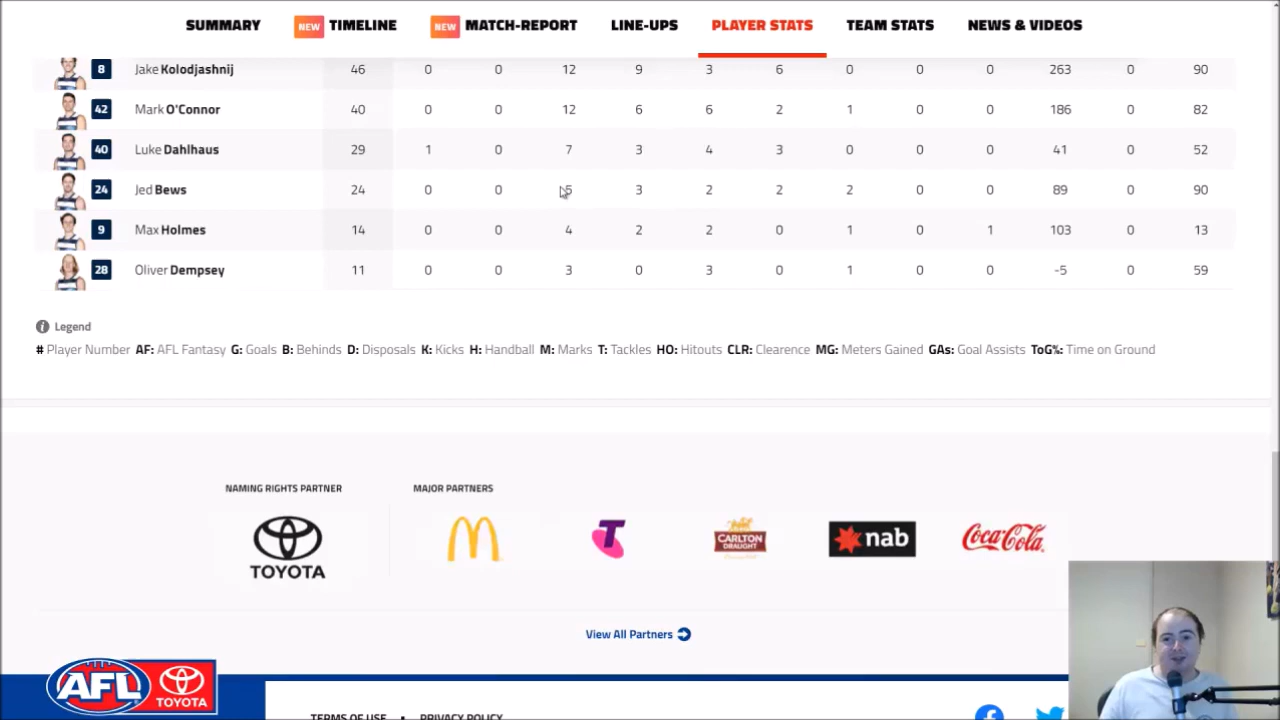 SUMMARY NEW TIMELINE NEW MATCH-REPORT LINE-UPS PLAYER STATS TEAM STATS NEWS & VIDEOS
8 Jake Kolodjashnij 46 0 0 12 9 3 6 0 0 0 263 0 90
42 Mark O'Connor 40 0 0 12 6 6 2 1 0 0 186 0 82
40 Luke Dahlhaus 29 1 0 7 3 4 3 0 0 0 41 0 52
24 Jed Bews 24 0 0 5 3 2 2 2 0 0 89 0 90
9 Max Holmes 14 0 0 4 2 2 0 1 0 1 103 0 13
28 Oliver Dempsey 11 0 0 3 0 3 0 1 0 0 -5 0 59
Legend
# Player Number AF: AFL Fantasy G: Goals B: Behinds D: Disposals K: Kicks H: Handball M: Marks T: Tackles HO: Hitouts CLR: Clearence MG: Meters Gained GAs: Goal Assists ToG%: Time on Ground
NAMING RIGHTS PARTNER MAJOR PARTNERS
TOYOTA T CARLTON DRAUGHT nab Coca-Cola
View All Partners
AFL TOYOTA
TERMS OF USE • PRIVACY POLICY